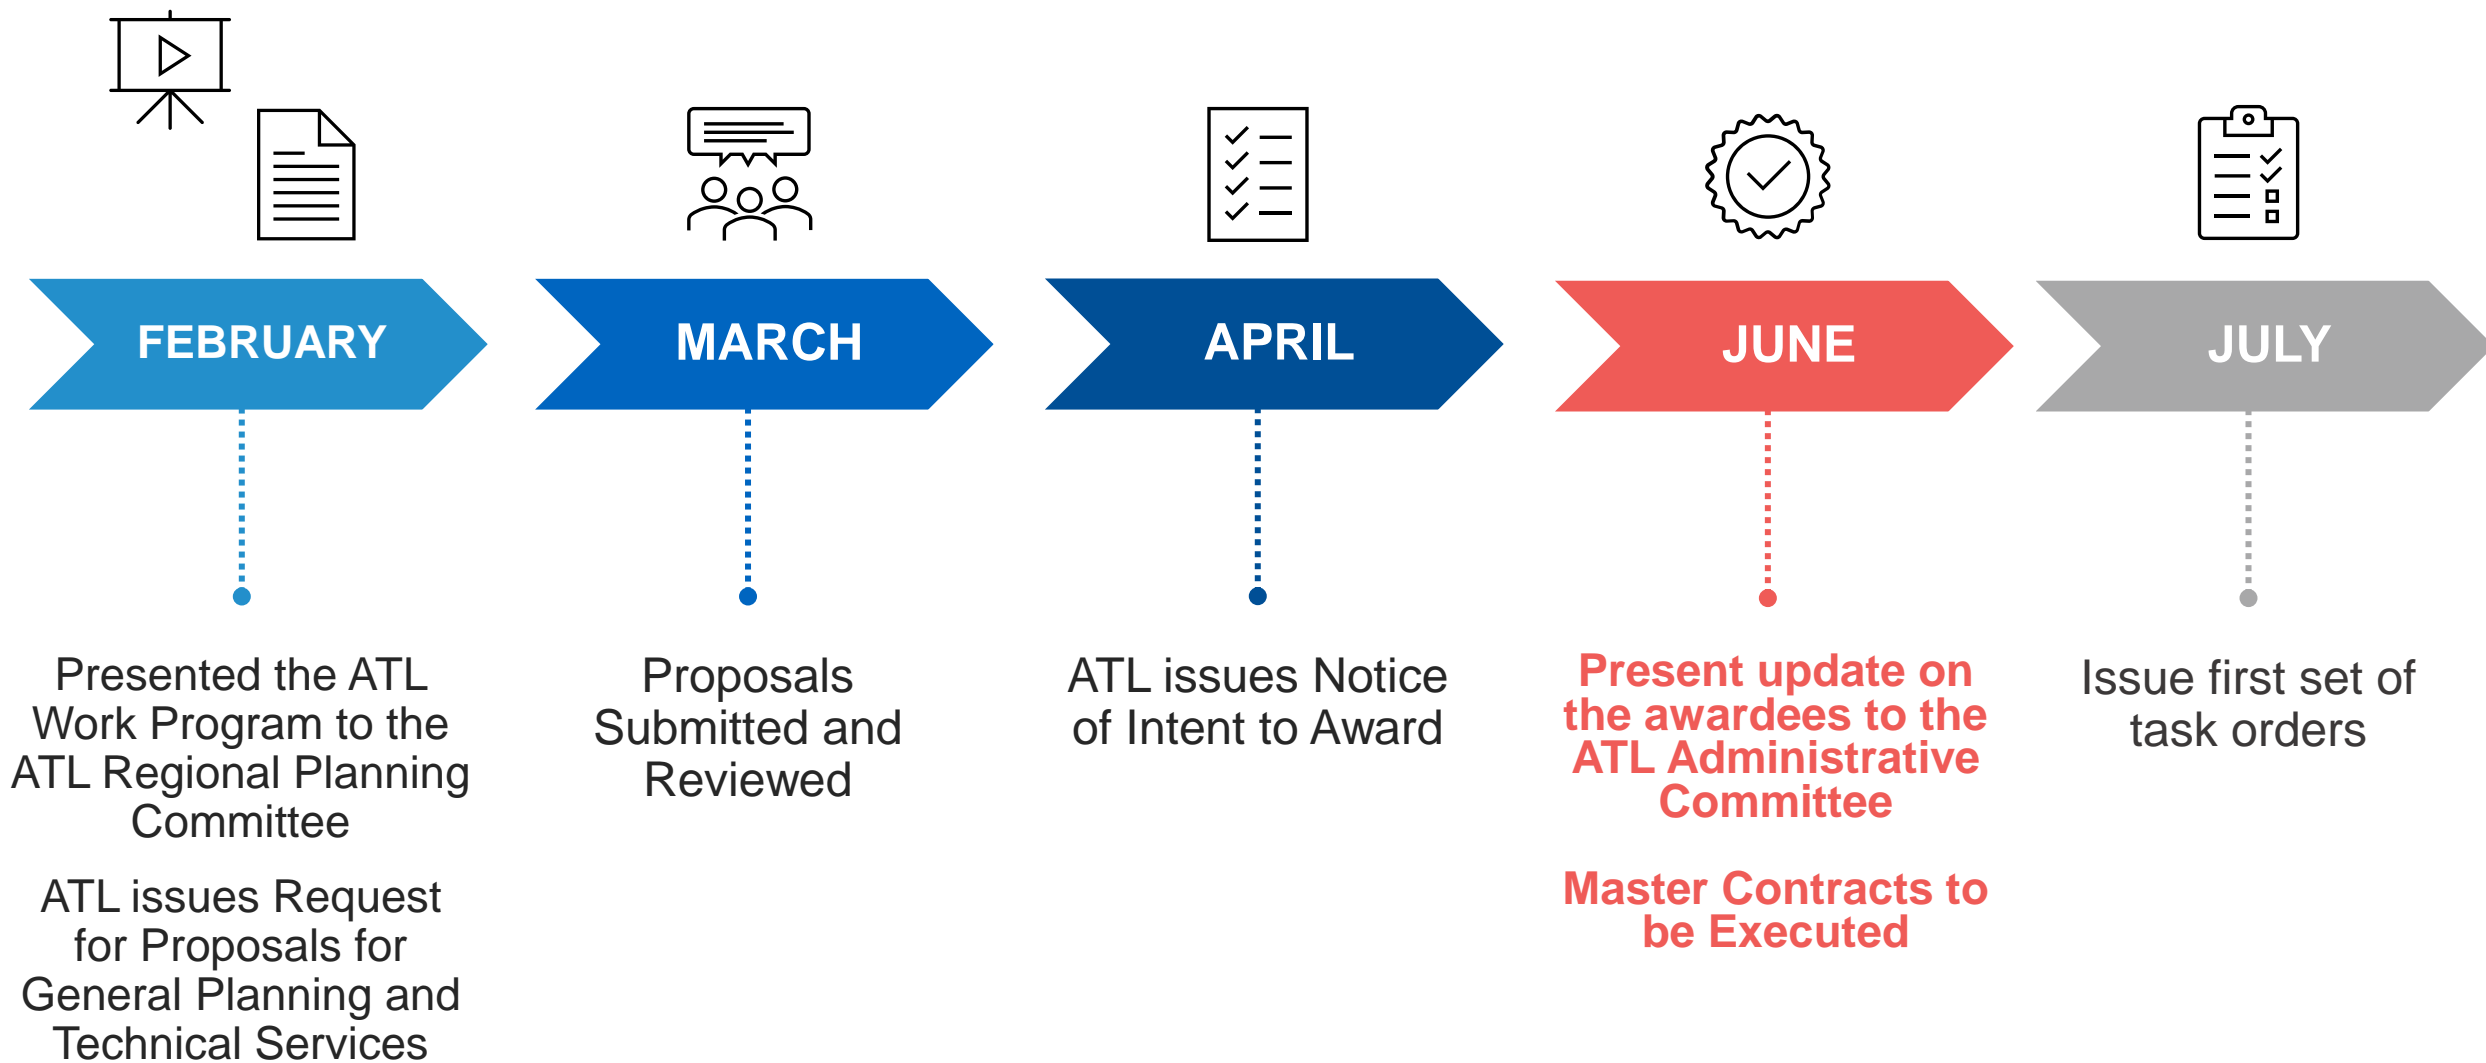 FEBRUARY
Presented the ATL
Work Program to the
ATL Regional Planning
Committee
ATL issues Request
for Proposals for
General Planning and
Technical Services
MARCH
Proposals
Submitted and
Reviewed
APRIL
ATL issues Notice
of Intent to Award
JUNE
Present update on
the awardees to the
ATL Administrative
Committee
Master Contracts to
be Executed
JULY
Issue first set of
task orders